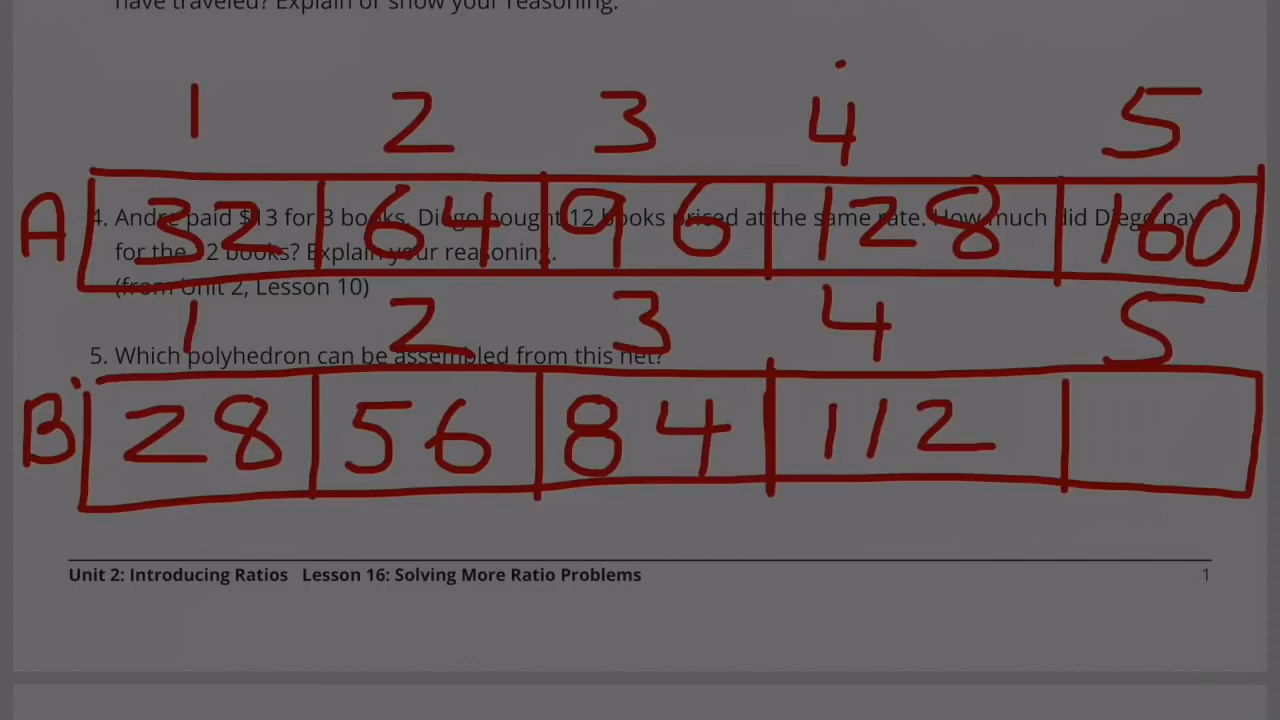 have traveled? Explain or show your reasoning.
1 2 3 4 5
A 32 64 96 128 160
4. Andre paid $13 for 3 books. Diego bought 12 books priced at the same rate. How much did Diego pay
for the 12 books? Explain your reasoning.
(from Unit 2, Lesson 10)
1 2 3 4 5
5. Which polyhedron can be assembled from this net?
B 28 56 84 112
Unit 2: Introducing Ratios Lesson 16: Solving More Ratio Problems 1